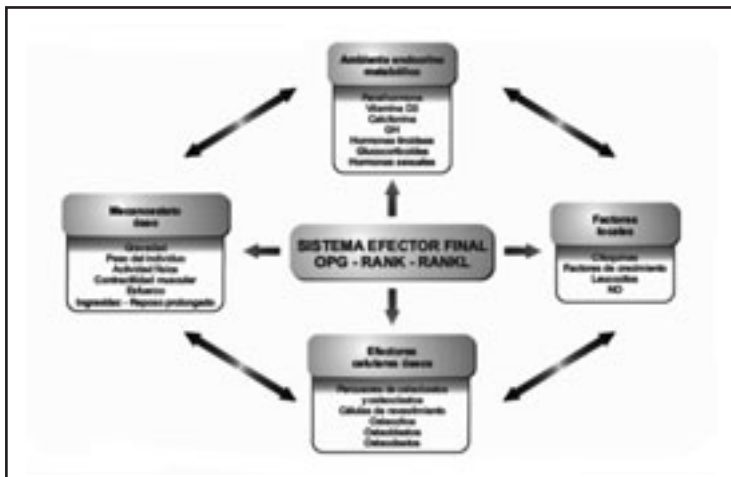 Ambiente endocrino
metabólico
Parathormona
Vitamina D3
Calcitonina
GH
Hormonas tiroideas
Glucocorticoides
Hormonas sexuales
Mecanostato
óseo
Gravedad
Peso del individuo
Actividad física
Contractilidad muscular
Esfuerzo
Ingravidez - Reposo prolongado
SISTEMA EFECTOR FINAL
OPG - RANK - RANKL
Factores
locales
Citoquinas
Factores de crecimiento
Leucocitos
NO
Efectores
celulares óseos
Precursores de osteoclastos
y osteoblastos
Células de revestimiento
Osteocitos
Osteoblastos
Osteoclastos